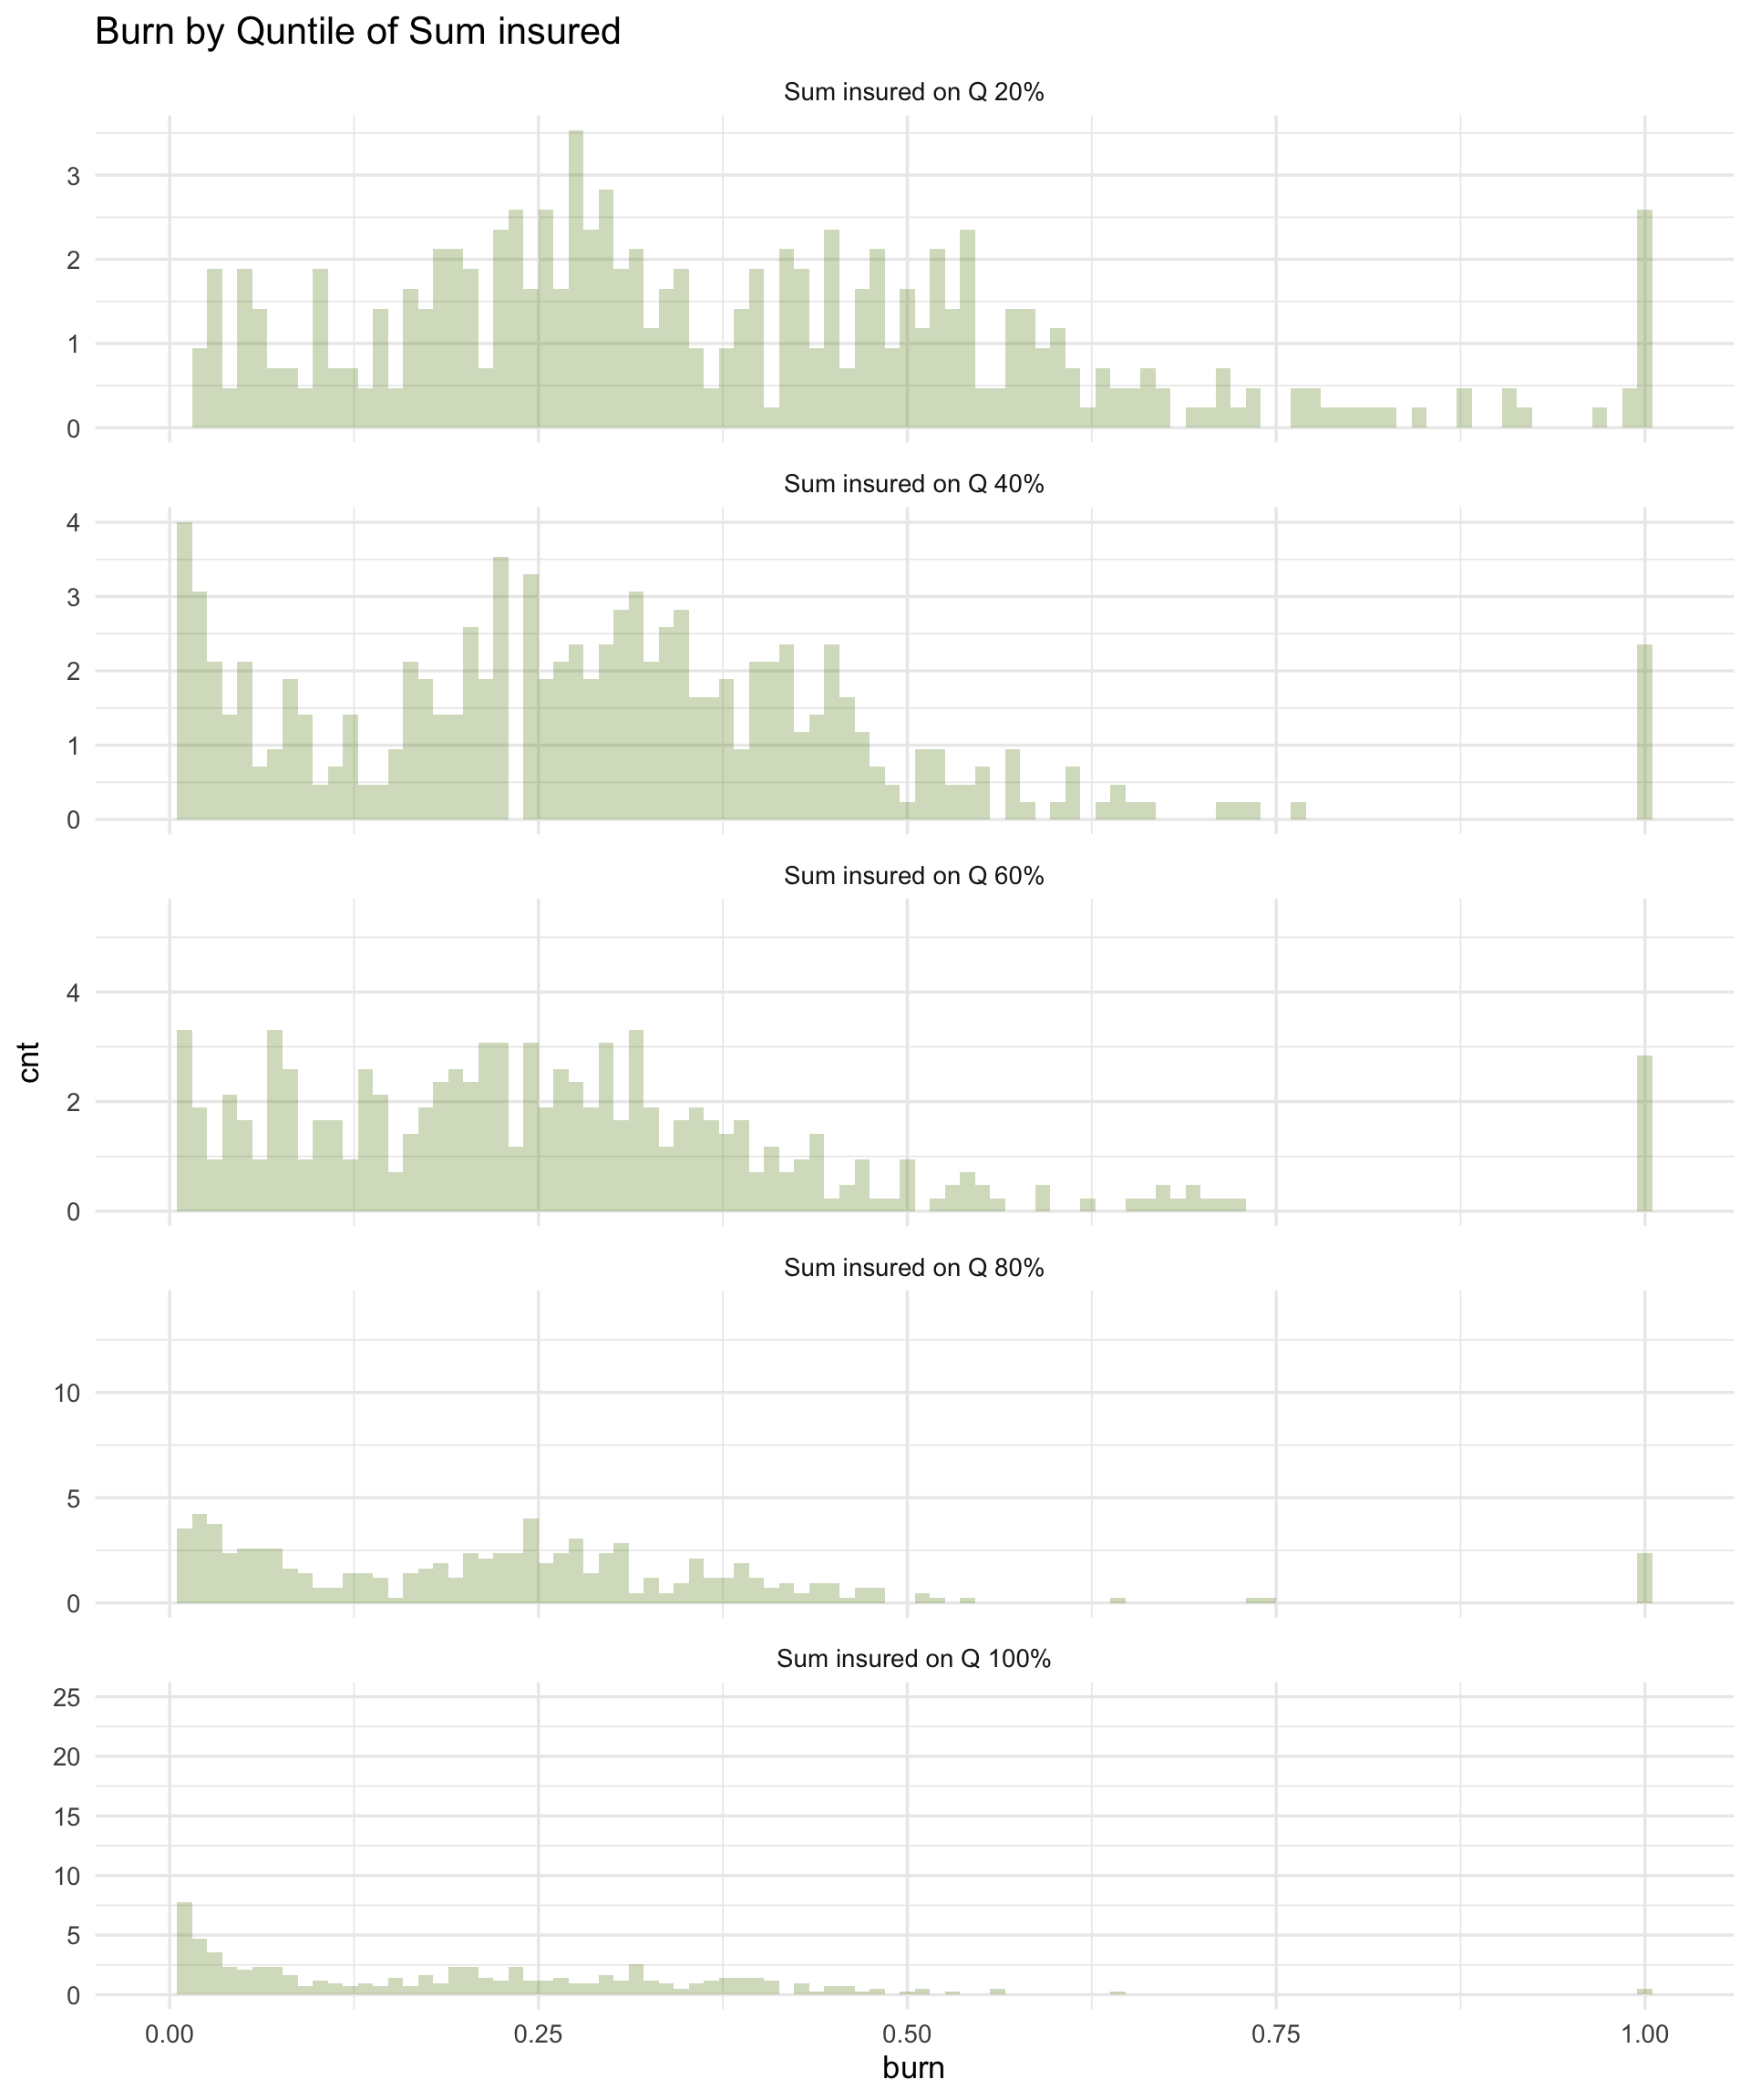 Burn by Quntile of Sum insured
Sum insured on Q 20%
3
2
1
0
Sum insured on Q 40%
4
3
2
1
0
Sum insured on Q 60%
4
2
0
Sum insured on Q 80%
10
5
0
Sum insured on Q 100%
25
20
15
10
5
0
0.00 0.25 0.50 0.75 1.00
burn
cnt